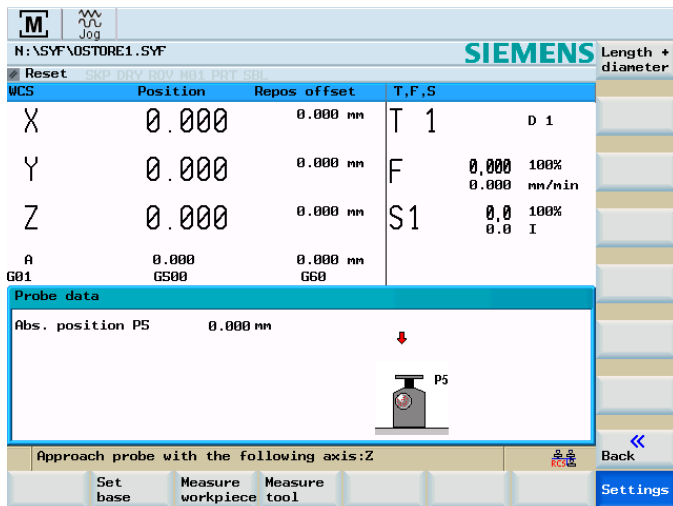 M
Jog
N:\SYF\OSTORE1.SYF
SIEMENS
Length +
diameter
Reset SKP DRY ROV M01 PRT SBL
WCS Position Repos offset T,F,S
X 0.000 0.000 mm T 1 D 1
Y 0.000 0.000 mm F 0,000 100%
0.000 mm/min
Z 0.000 0.000 mm S1 0,0 100%
0.0 I
A 0.000 0.000 mm
G01 G500 G60
Probe data
Abs. position P5 0.000 mm
P5
Approach probe with the following axis:Z
RCS
Back
Set
base
Measure
workpiece
Measure
tool
Settings